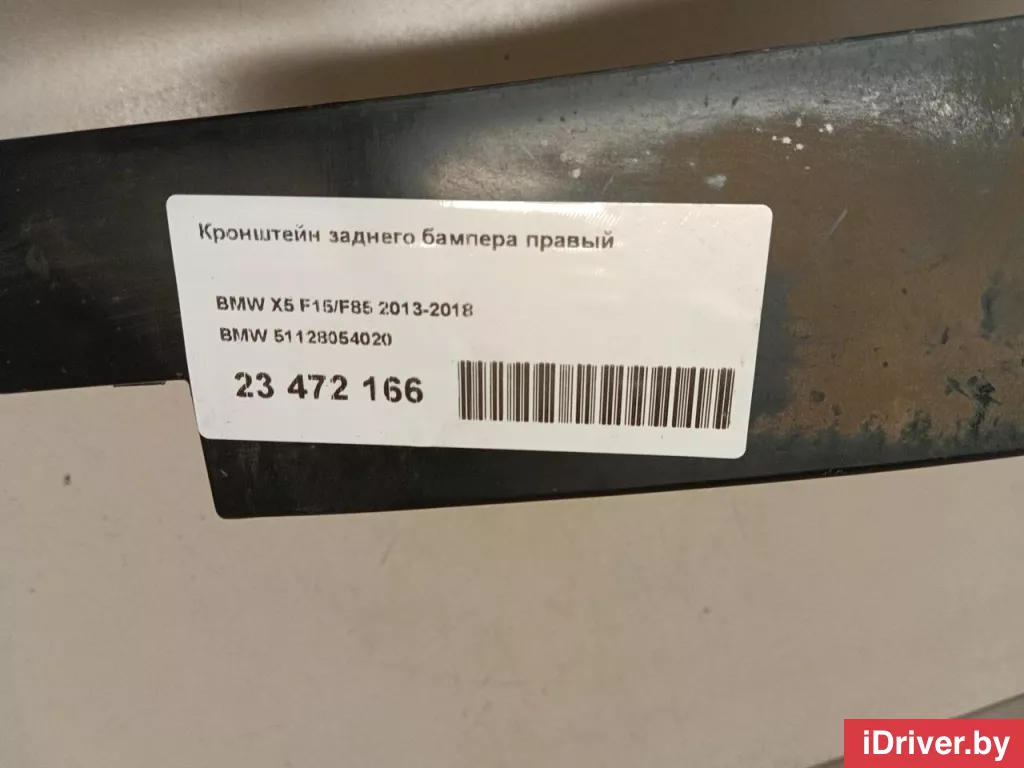 Кронштейн заднего бампера правый
BMW X5 F15/F85 2013-2018
BMW 51128054020
23 472 166
iDriver.by